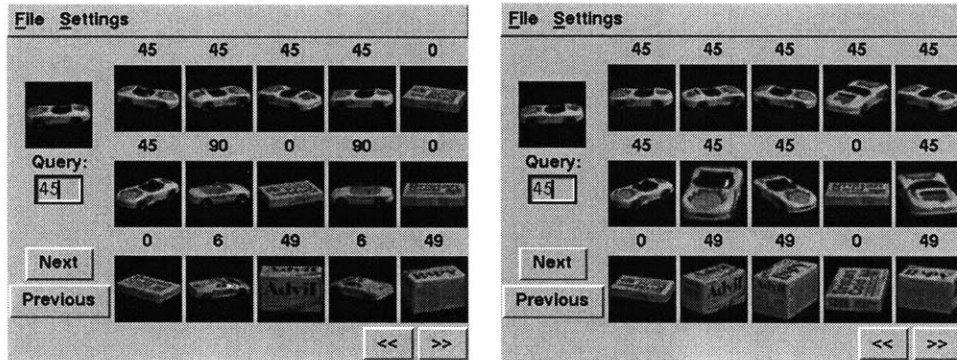 File Settings
45 45 45 45 0
Query:
45
45 90 0 90 0
0 6 49 6 49
Next
Previous
Advil
<< >>
File Settings
45 45 45 45 45
Query:
45
45 45 45 0 45
0 49 49 0 49
Next
Previous
Advil
<< >>